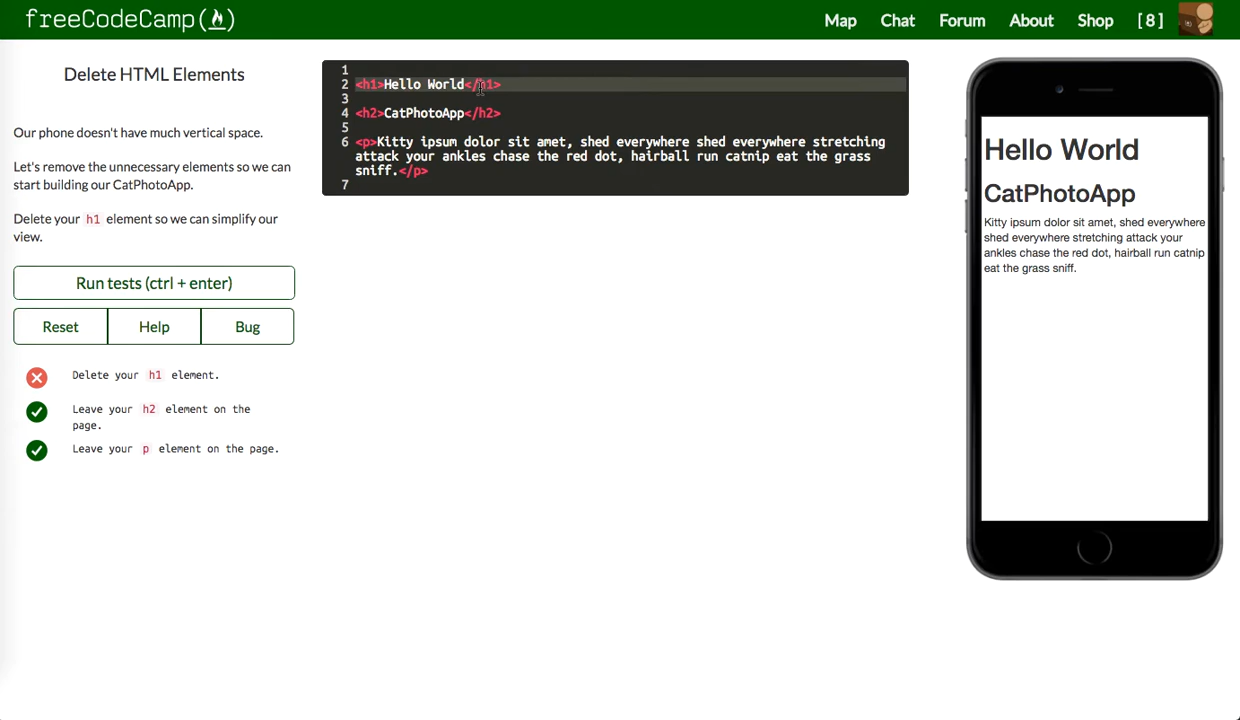 freeCodeCamp(🔥)
Map Chat Forum About Shop [ 8 ]
Delete HTML Elements
Our phone doesn't have much vertical space.
Let's remove the unnecessary elements so we can
start building our CatPhotoApp.
Delete your h1 element so we can simplify our
view.
Run tests (ctrl + enter)
Reset Help Bug
Delete your h1 element.
Leave your h2 element on the
page.
Leave your p element on the page.
1
2 <h1>Hello World</h1>
3
4 <h2>CatPhotoApp</h2>
5
6 <p>Kitty ipsum dolor sit amet, shed everywhere shed everywhere stretching
attack your ankles chase the red dot, hairball run catnip eat the grass
sniff.</p>
7
Hello World
CatPhotoApp
Kitty ipsum dolor sit amet, shed everywhere
shed everywhere stretching attack your
ankles chase the red dot, hairball run catnip
eat the grass sniff.